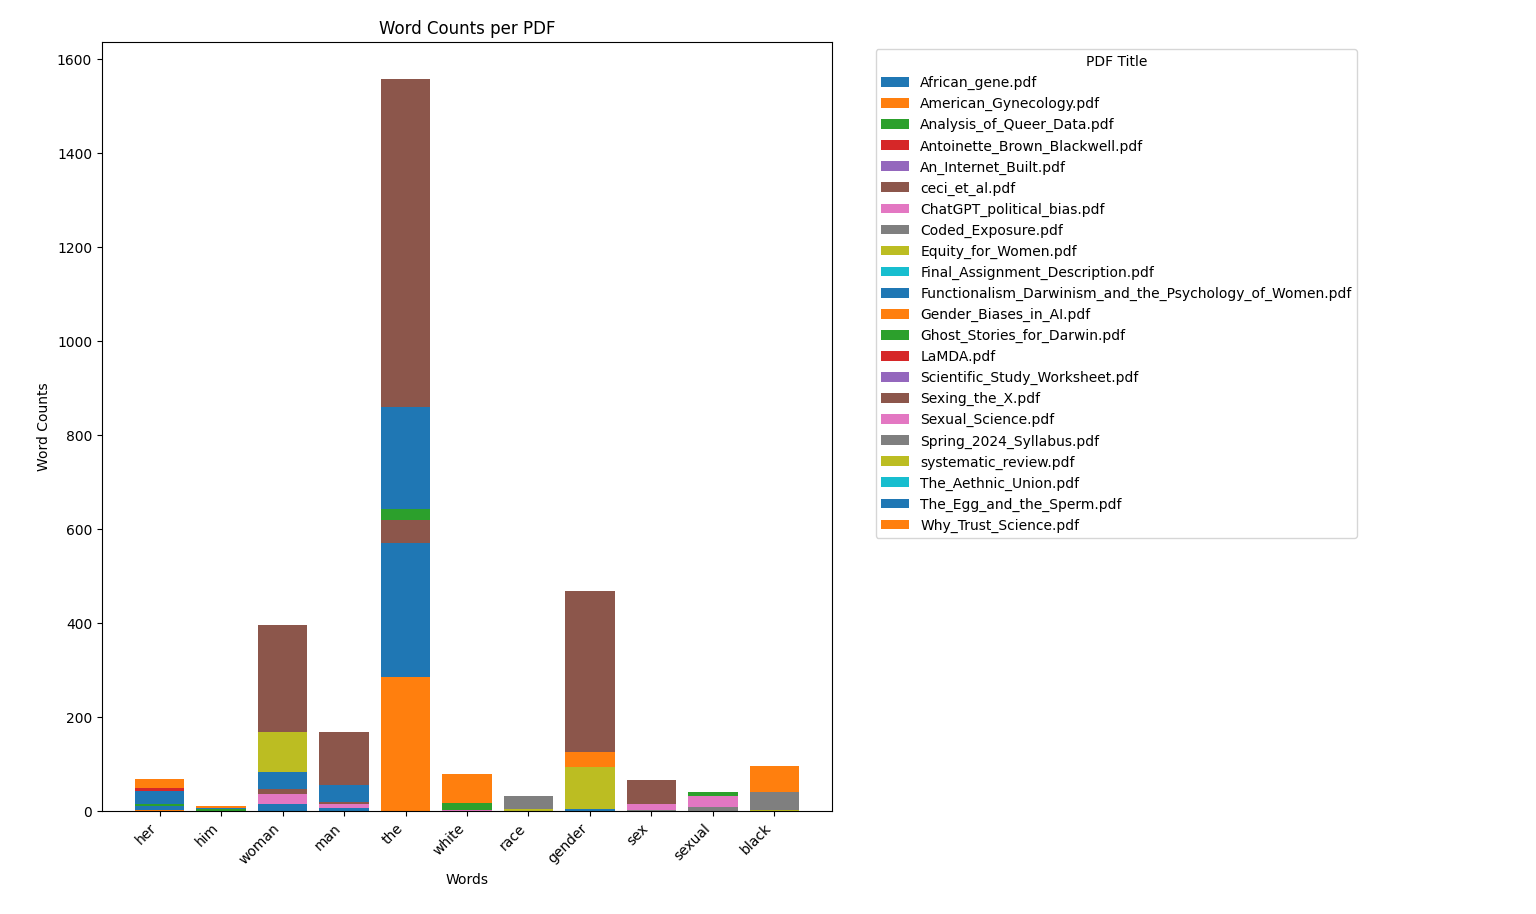 Word Counts per PDF
1600
1400
1200
1000
800
600
400
200
0
Word Counts
her
him
woman
man
the
white
race
gender
sex
sexual
black
Words
PDF Title
African_gene.pdf
American_Gynecology.pdf
Analysis_of_Queer_Data.pdf
Antoinette_Brown_Blackwell.pdf
An_Internet_Built.pdf
ceci_et_al.pdf
ChatGPT_political_bias.pdf
Coded_Exposure.pdf
Equity_for_Women.pdf
Final_Assignment_Description.pdf
Functionalism_Darwinism_and_the_Psychology_of_Women.pdf
Gender_Biases_in_AI.pdf
Ghost_Stories_for_Darwin.pdf
LaMDA.pdf
Scientific_Study_Worksheet.pdf
Sexing_the_X.pdf
Sexual_Science.pdf
Spring_2024_Syllabus.pdf
systematic_review.pdf
The_Aethnic_Union.pdf
The_Egg_and_the_Sperm.pdf
Why_Trust_Science.pdf